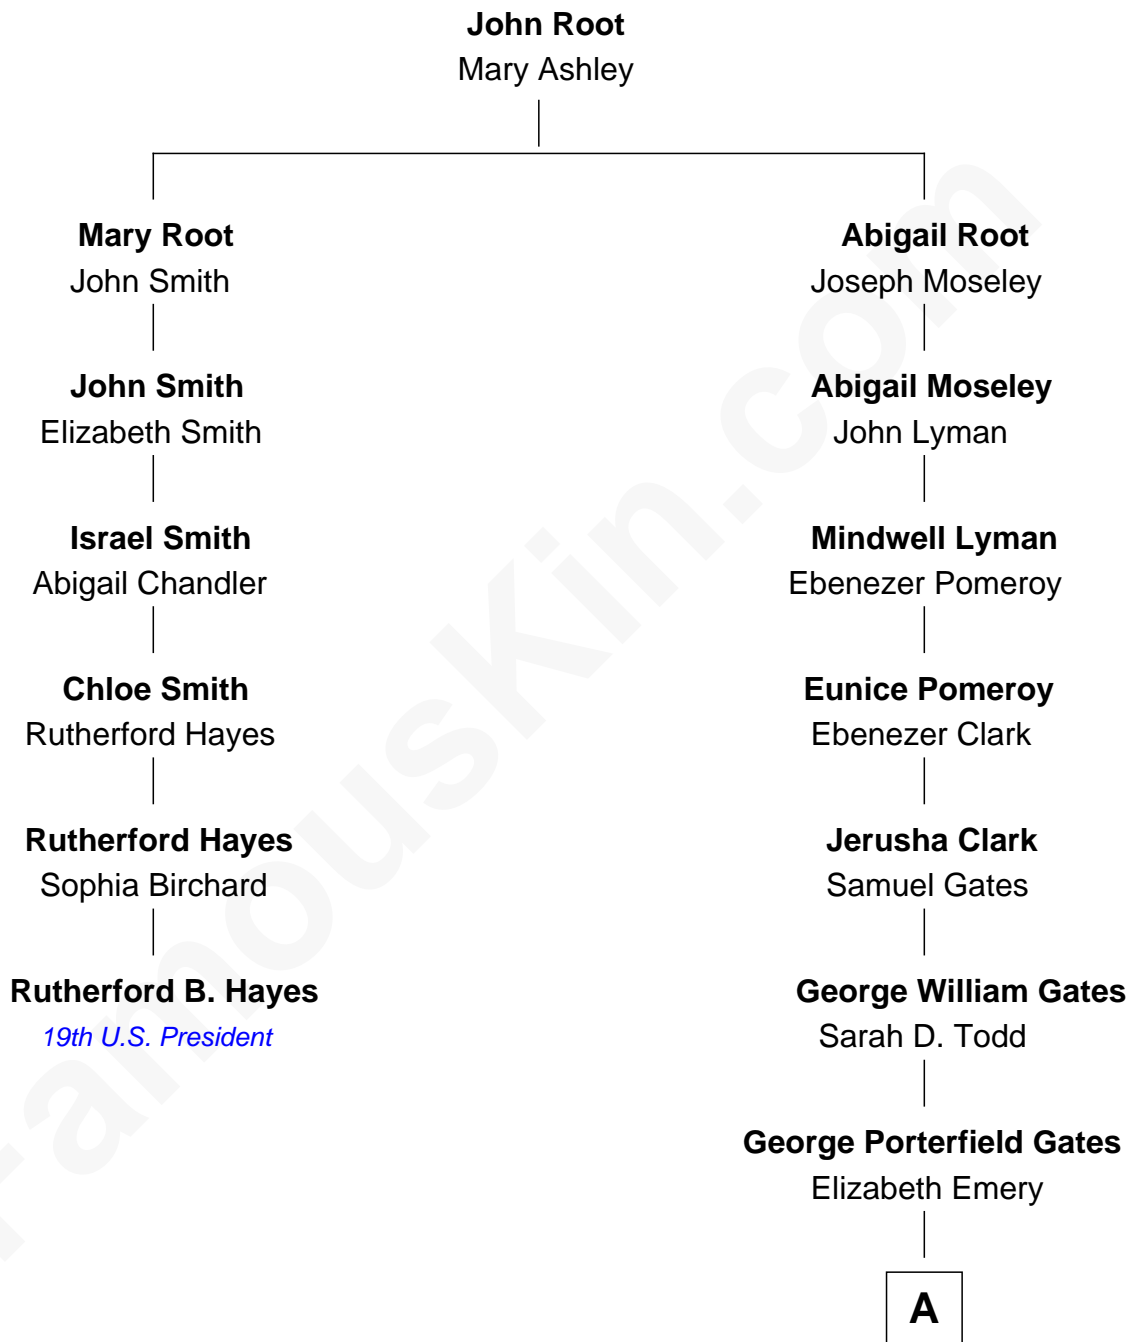 John Root
Mary Ashley
Mary Root
John Smith
Abigail Root
Joseph Moseley
John Smith
Elizabeth Smith
Abigail Moseley
John Lyman
Israel Smith
Abigail Chandler
Mindwell Lyman
Ebenezer Pomeroy
Chloe Smith
Rutherford Hayes
Eunice Pomeroy
Ebenezer Clark
Rutherford Hayes
Sophia Birchard
Jerusha Clark
Samuel Gates
Rutherford B. Hayes
19th U.S. President
George William Gates
Sarah D. Todd
George Porterfield Gates
Elizabeth Emery
A
FamousKin.com